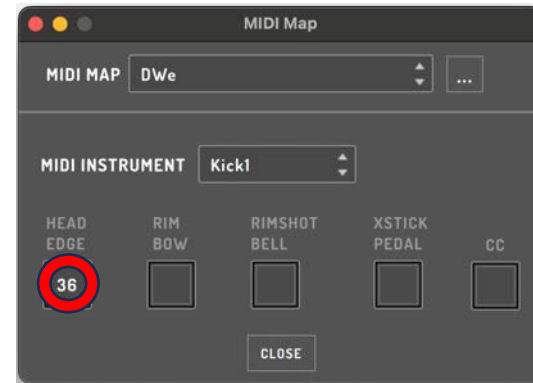 MIDI Map
MIDI MAP DWe ...
MIDI INSTRUMENT Kick1
HEAD EDGE RIM BOW RIMSHOT BELL XSTICK PEDAL CC
36
CLOSE